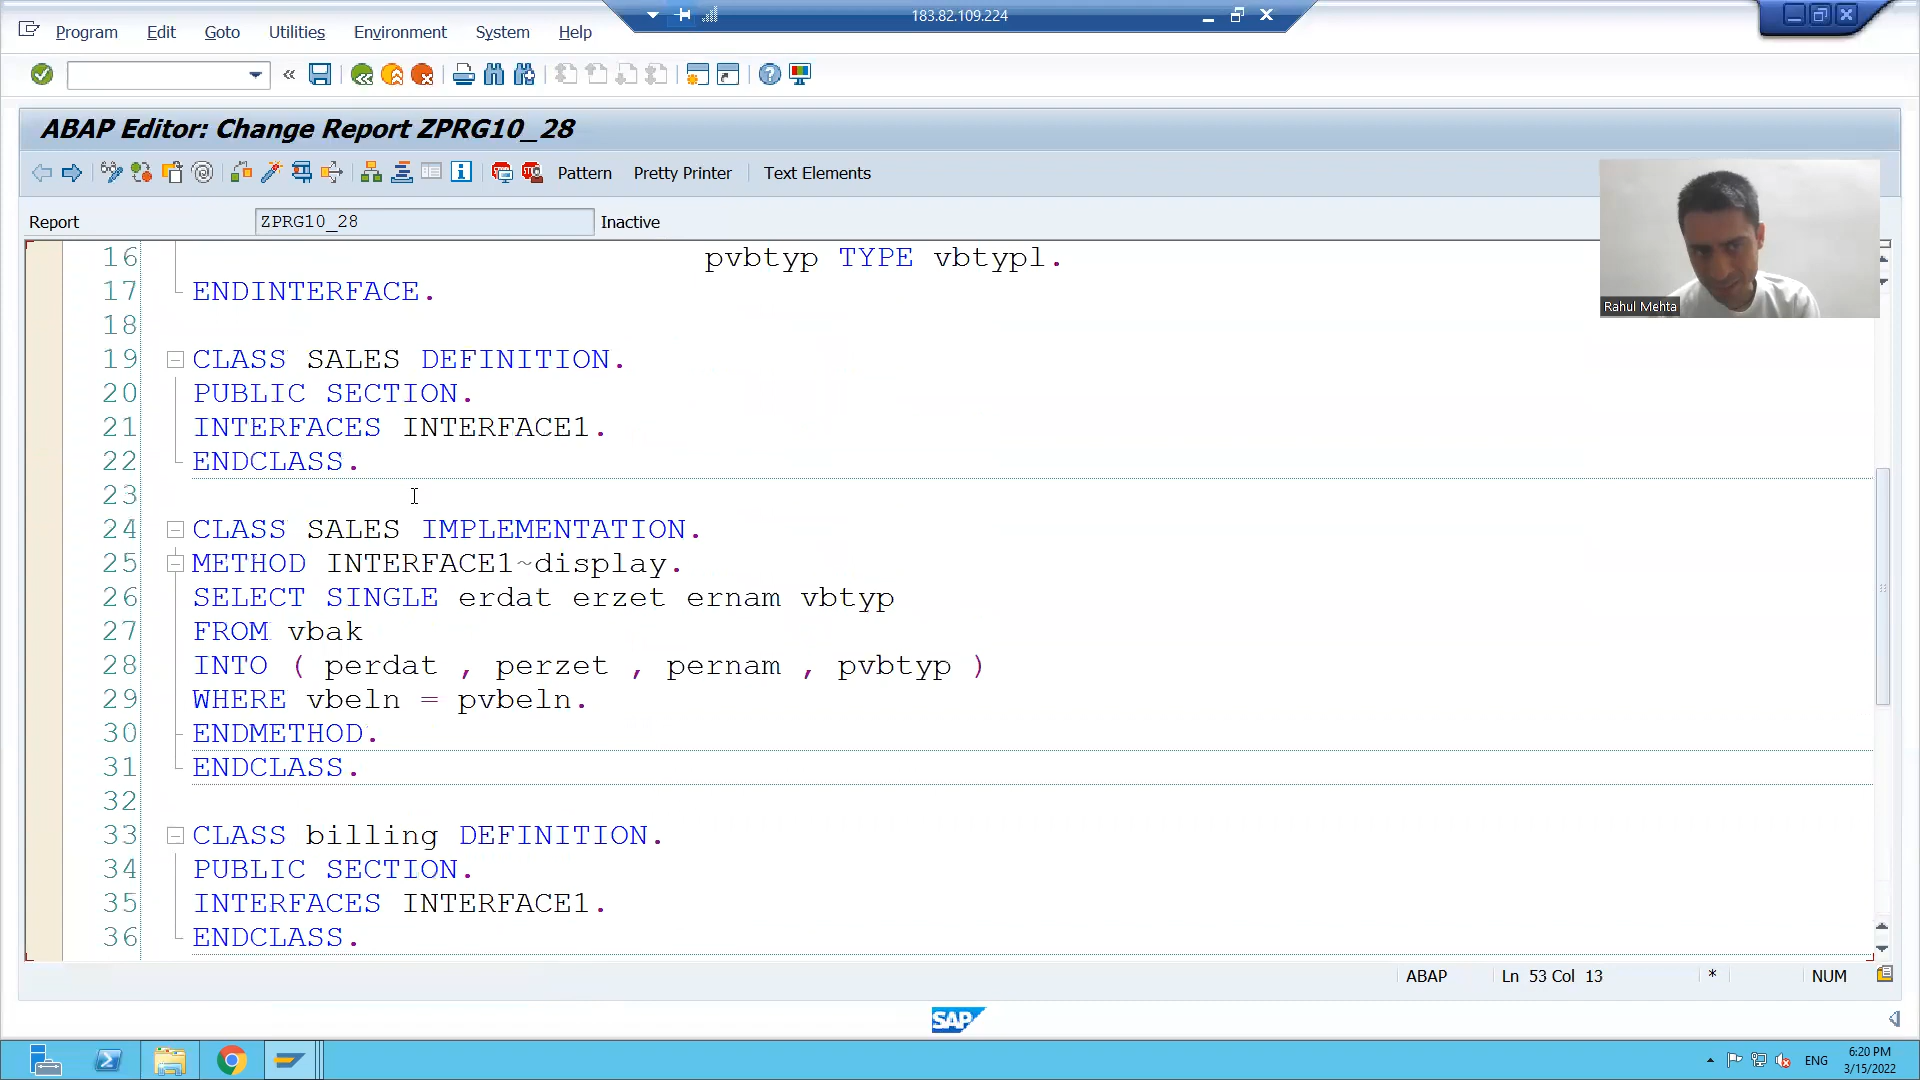 183.82.109.224
Program Edit Goto Utilities Environment System Help
ABAP Editor: Change Report ZPRG10_28
Pattern Pretty Printer Text Elements
Report ZPRG10_28 Inactive
16 pvbtyp TYPE vbtypl.
17 ENDINTERFACE.
18
19 CLASS SALES DEFINITION.
20 PUBLIC SECTION.
21 INTERFACES INTERFACE1.
22 ENDCLASS.
23
24 CLASS SALES IMPLEMENTATION.
25 METHOD INTERFACE1~display.
26 SELECT SINGLE erdat erzet ernam vbtyp
27 FROM vbak
28 INTO ( perdat , perzet , pernam , pvbtyp )
29 WHERE vbeln = pvbeln.
30 ENDMETHOD.
31 ENDCLASS.
32
33 CLASS billing DEFINITION.
34 PUBLIC SECTION.
35 INTERFACES INTERFACE1.
36 ENDCLASS.
Rahul Mehta
ABAP Ln 53 Col 13 * NUM
SAP
ENG
6:20 PM
3/15/2022